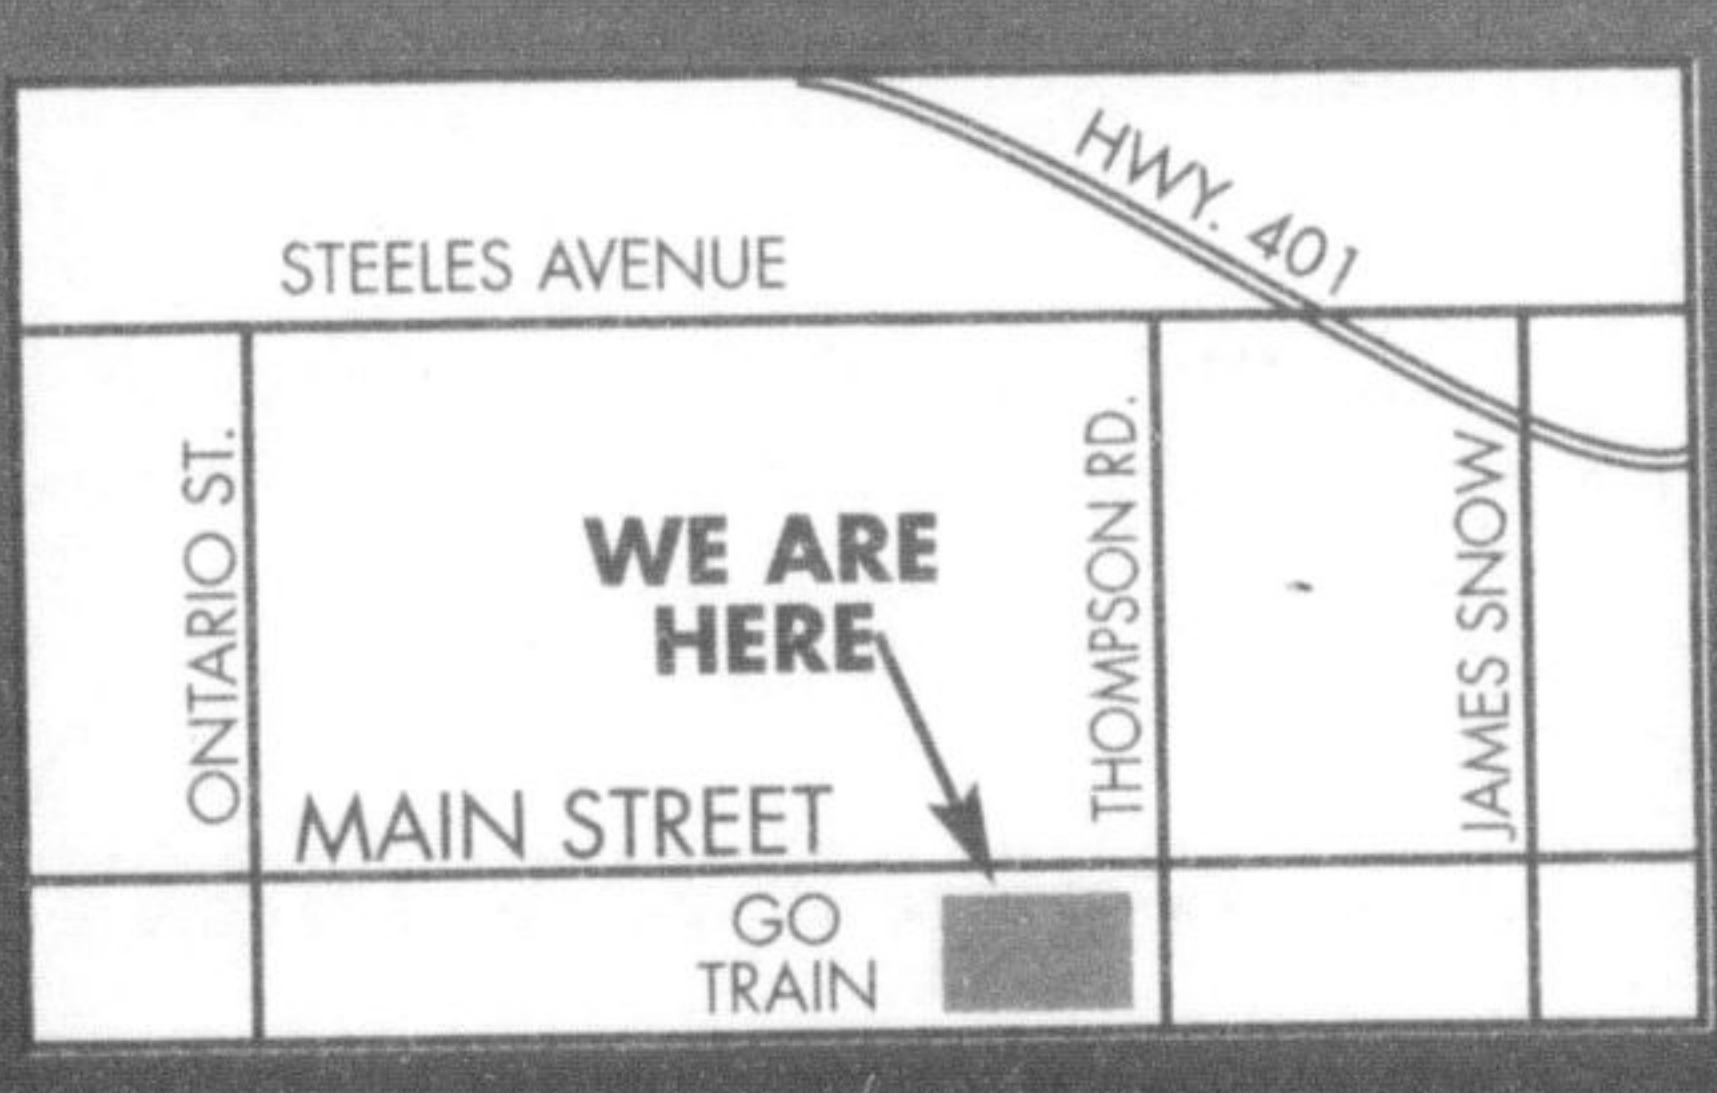 HWY. 401
STEELES AVENUE
ONTARIO ST.
THOMPSON RD.
JAMES SNOW
WE ARE
HERE
MAIN STREET
GO
TRAIN